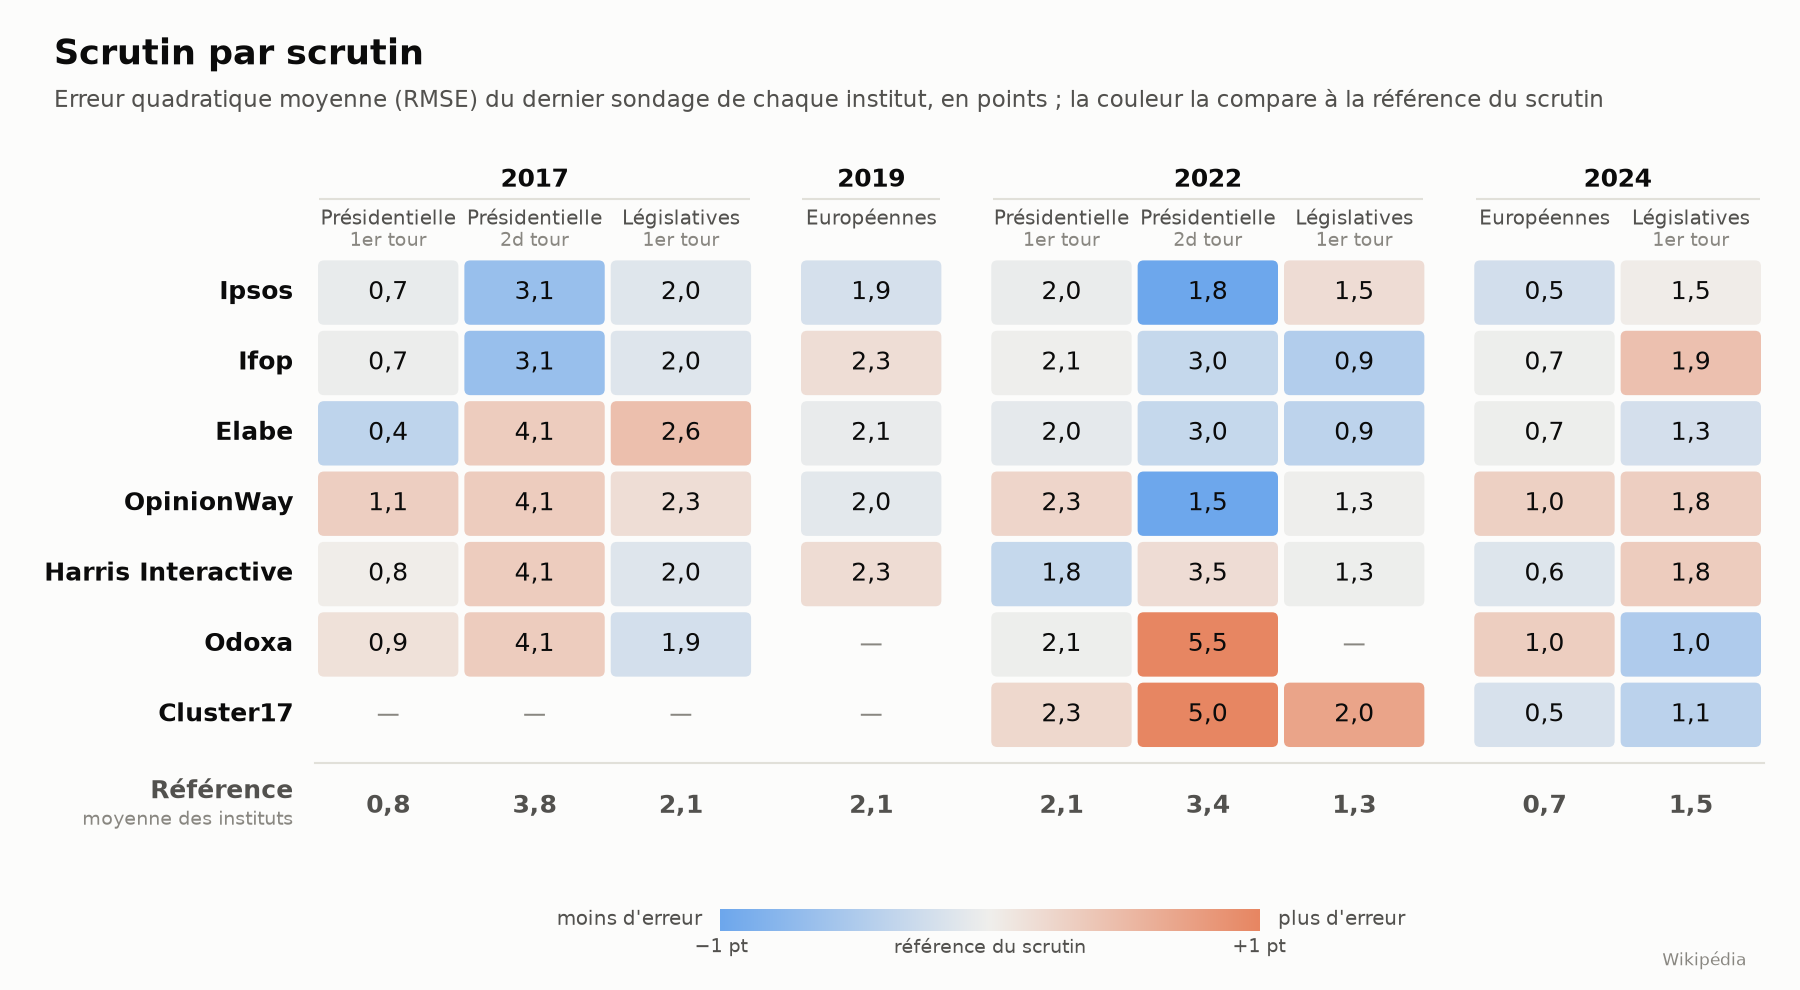 Scrutin par scrutin
Erreur quadratique moyenne (RMSE) du dernier sondage de chaque institut, en points ; la couleur la compare à la référence du scrutin
2017 2019 2022 2024
Présidentielle Présidentielle Législatives Européennes Présidentielle Présidentielle Législatives Européennes Législatives
1er tour 2d tour 1er tour 1er tour 2d tour 1er tour 1er tour
Ipsos 0,7 3,1 2,0 1,9 2,0 1,8 1,5 0,5 1,5
Ifop 0,7 3,1 2,0 2,3 2,1 3,0 0,9 0,7 1,9
Elabe 0,4 4,1 2,6 2,1 2,0 3,0 0,9 0,7 1,3
OpinionWay 1,1 4,1 2,3 2,0 2,3 1,5 1,3 1,0 1,8
Harris Interactive 0,8 4,1 2,0 2,3 1,8 3,5 1,3 0,6 1,8
Odoxa 0,9 4,1 1,9 — 2,1 5,5 — 1,0 1,0
Cluster17 — — — — 2,3 5,0 2,0 0,5 1,1
Référence 0,8 3,8 2,1 2,1 2,1 3,4 1,3 0,7 1,5
moyenne des instituts
moins d'erreur plus d'erreur
−1 pt référence du scrutin +1 pt
Wikipédia